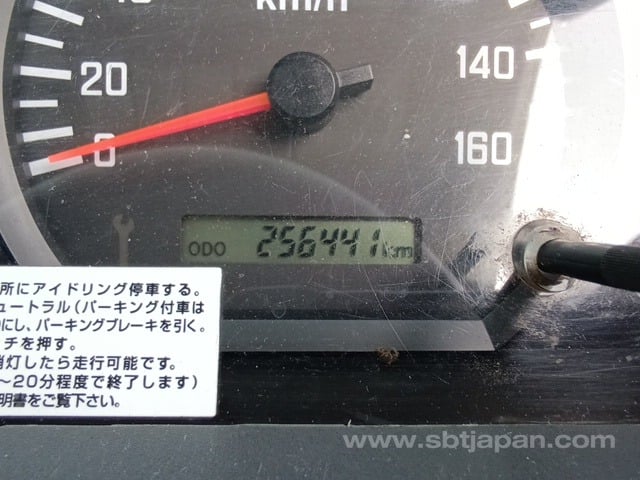 km/h
20
0
140
160
ODO 256441km
所にアイドリング停車する。
ュートラル(パーキング付車は
にし、パーキングブレーキを引く。
チを押す。
消灯したら走行可能です。
～20分程度で終了します)
明書をご覧下さい。
www.sbtjapan.com